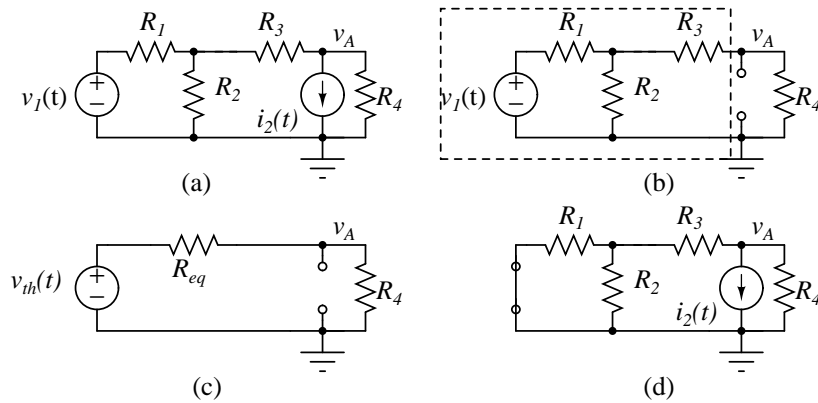 R1 R3 vA
v1(t) R2 i2(t) R4
(a)
R1 R3 vA
v1(t) R2 R4
(b)
vA
vth(t) Req R4
(c)
R1 R3 vA
R2 i2(t) R4
(d)